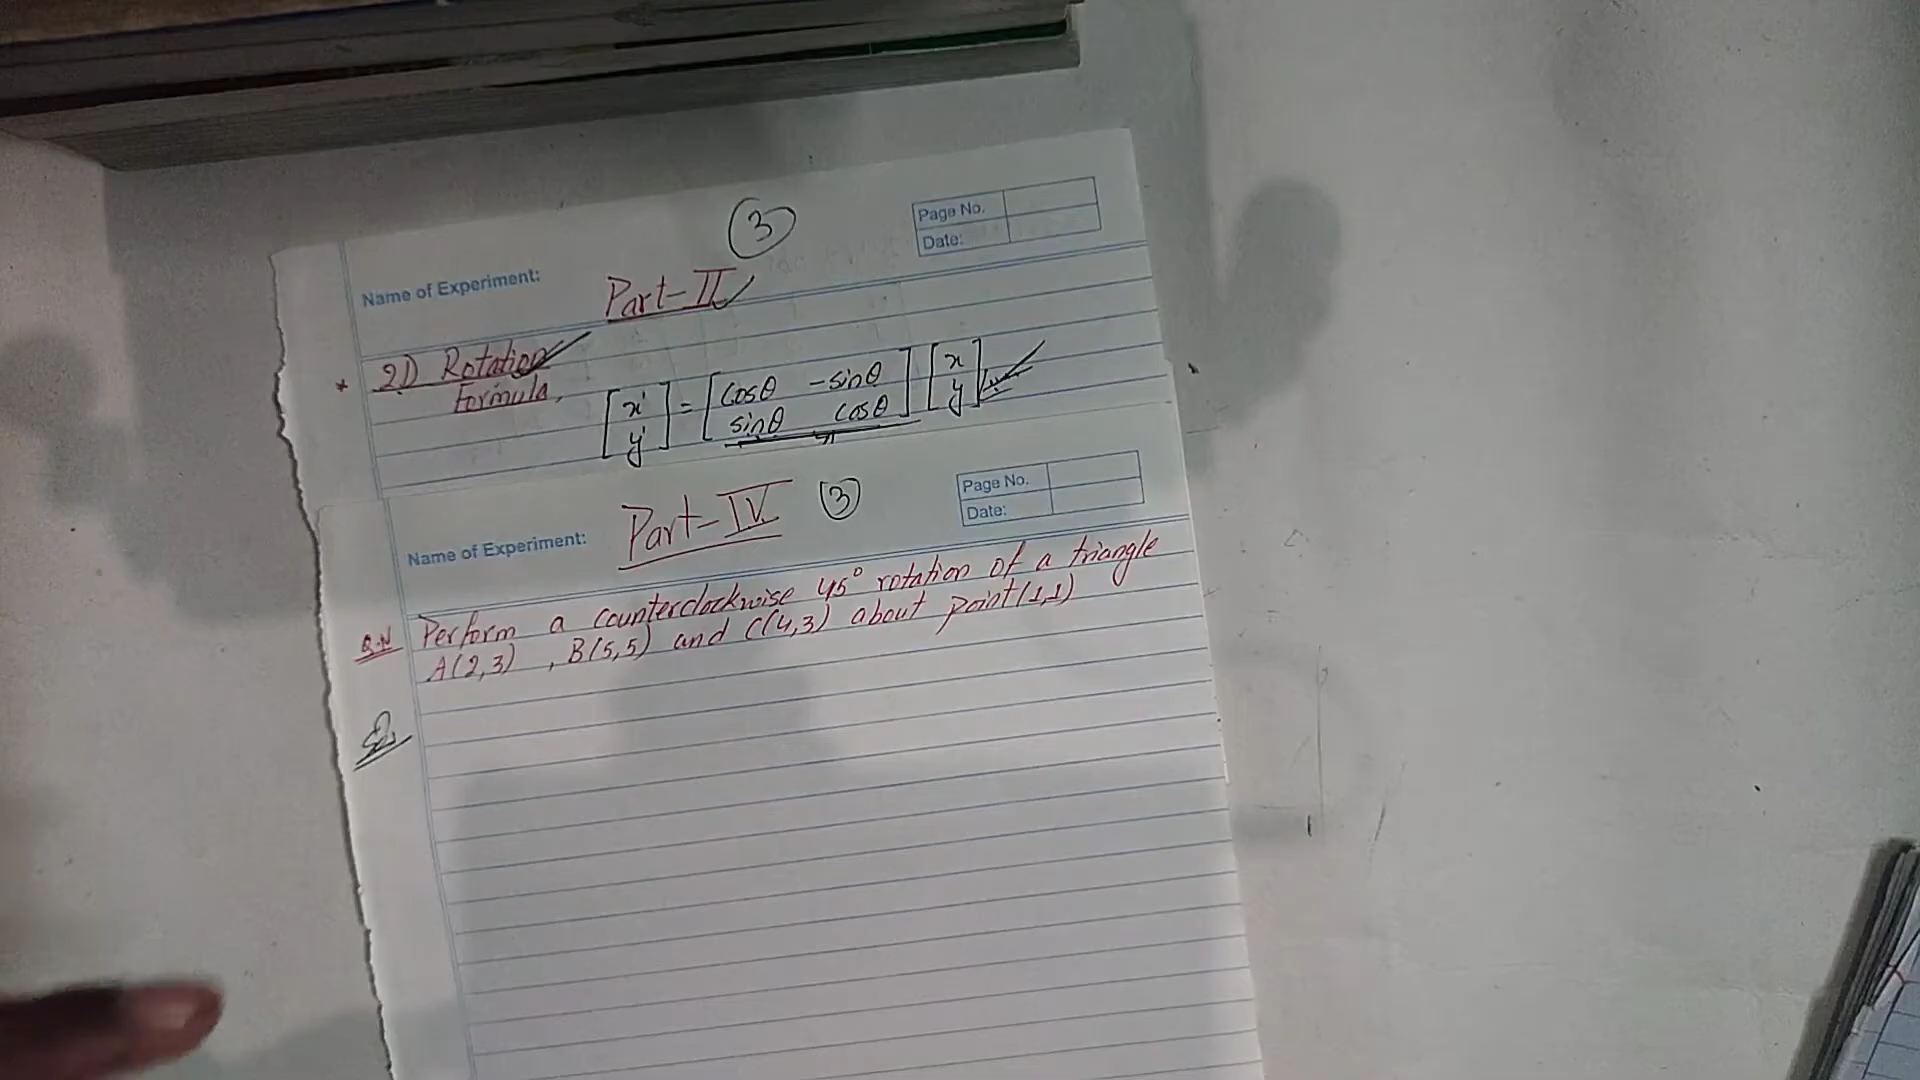 3
Page No.
Date:
Name of Experiment:
Part-II
* 2D Rotation
Formula,
[x' y'] = [cosθ -sinθ sinθ cosθ] [x y]
Part-IV 3
Page No.
Date:
Name of Experiment:
Q.N Perform a counterclockwise 45° rotation of a triangle
A(2,3) , B(5,5) and C(4,3) about point(1,1)